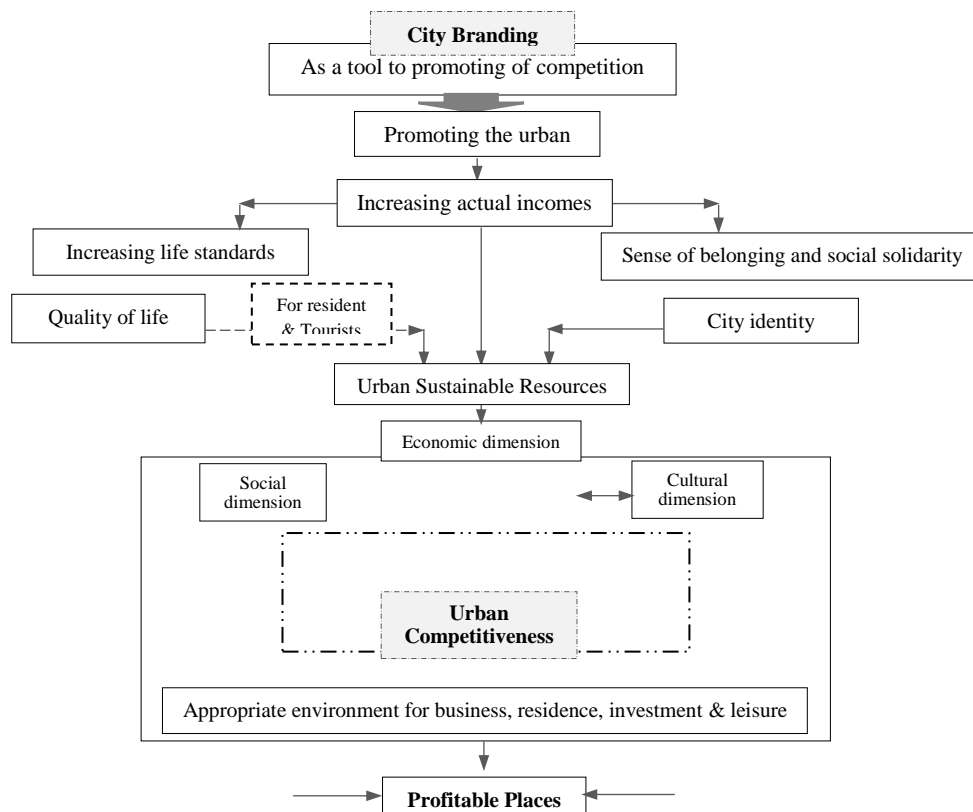 City Branding
As a tool to promoting of competition
Promoting the urban
Increasing actual incomes
Increasing life standards
Sense of belonging and social solidarity
Quality of life
For resident
& Tourists
City identity
Urban Sustainable Resources
Economic dimension
Social
dimension
Cultural
dimension
Urban
Competitiveness
Appropriate environment for business, residence, investment & leisure
Profitable Places